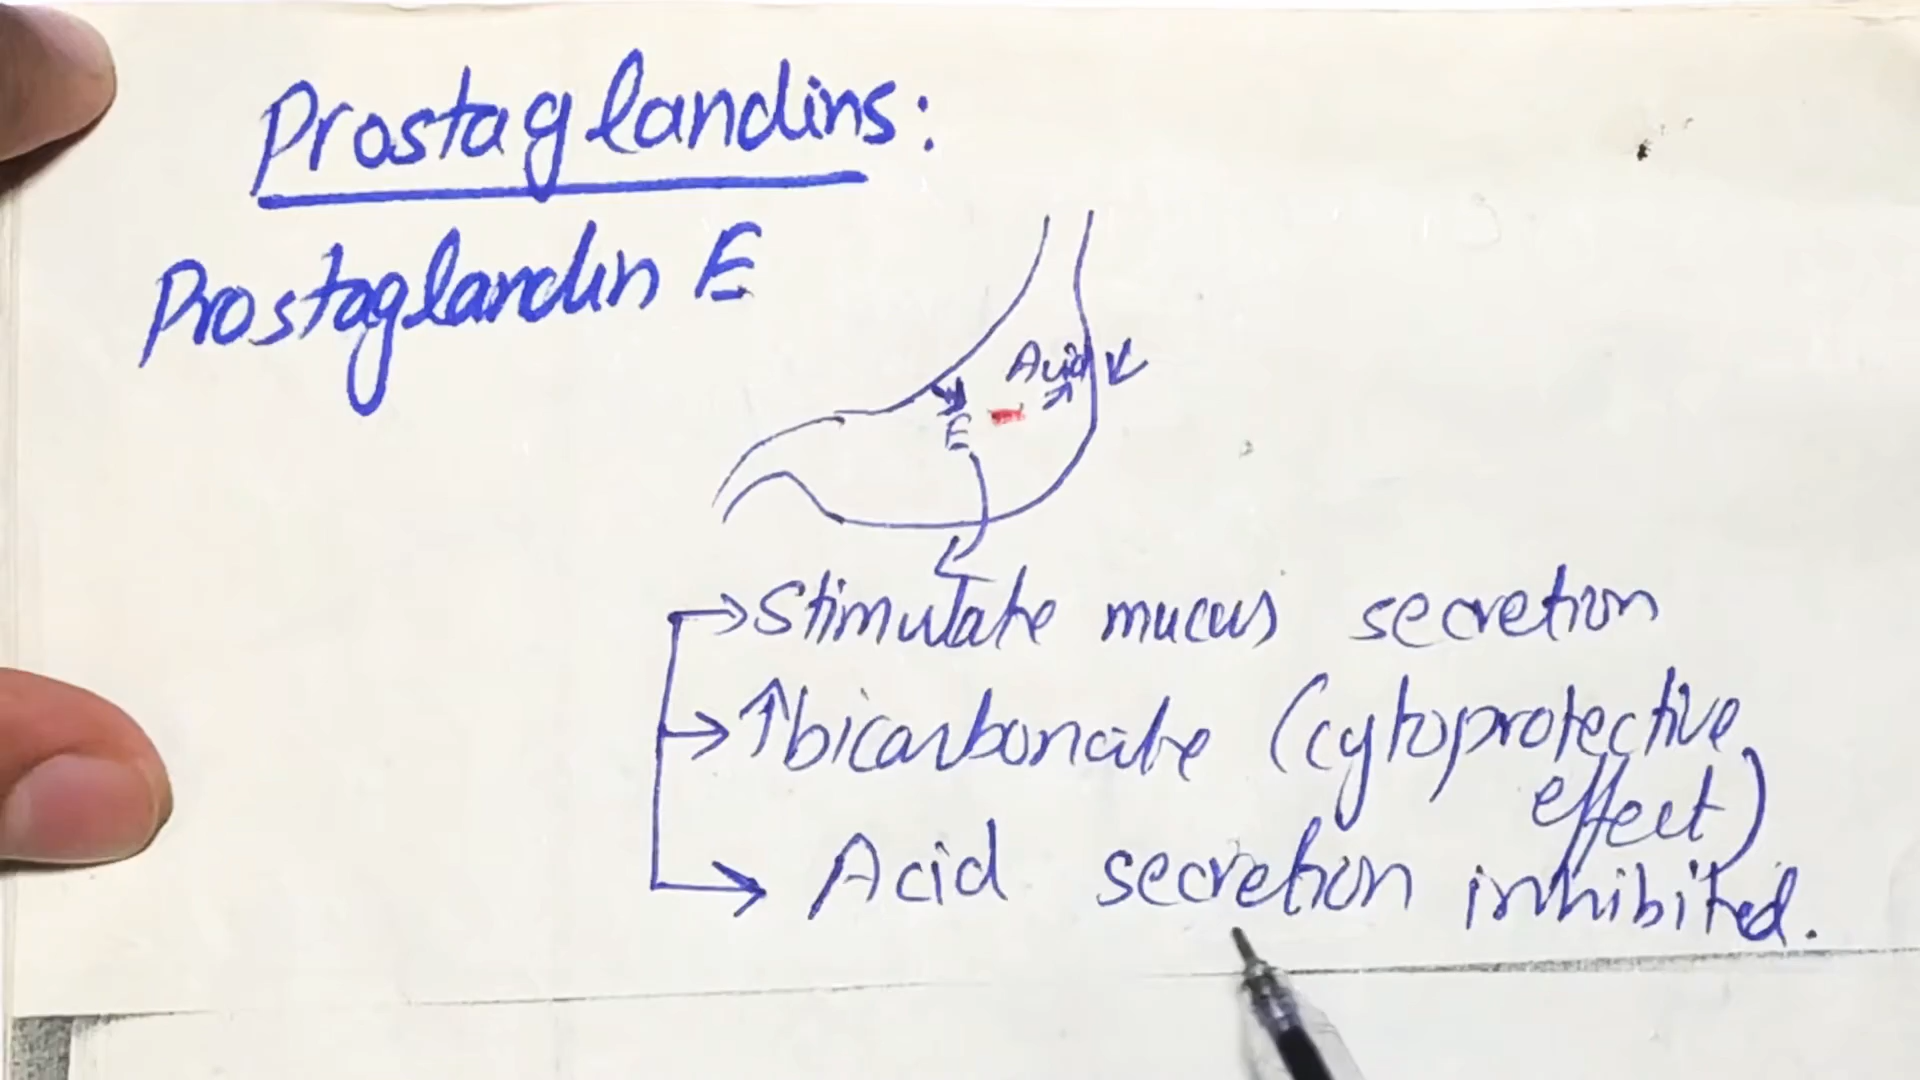 Prostaglandins:
Prostaglandin E
Acid
E
Stimulate mucus secretion
↑bicarbonate (cytoprotective
effect)
Acid secretion inhibited.